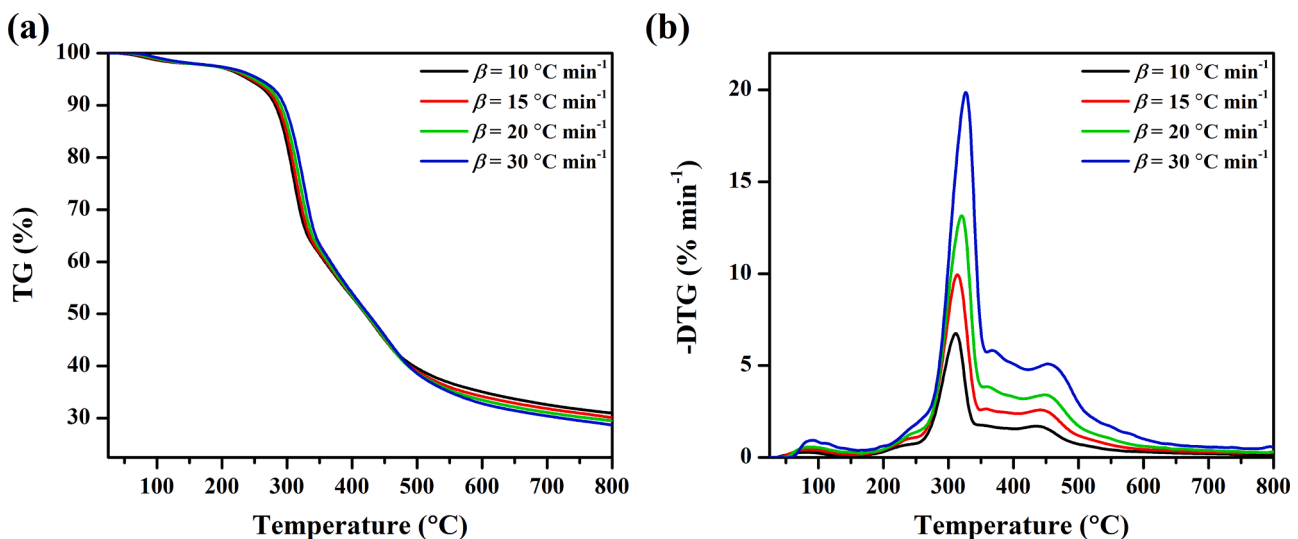 (a)
100
90
80
70
60
50
40
30
TG (%)
β = 10 °C min⁻¹
β = 15 °C min⁻¹
β = 20 °C min⁻¹
β = 30 °C min⁻¹
100 200 300 400 500 600 700 800
Temperature (°C)
(b)
20
15
10
5
0
-DTG (% min⁻¹)
β = 10 °C min⁻¹
β = 15 °C min⁻¹
β = 20 °C min⁻¹
β = 30 °C min⁻¹
100 200 300 400 500 600 700 800
Temperature (°C)